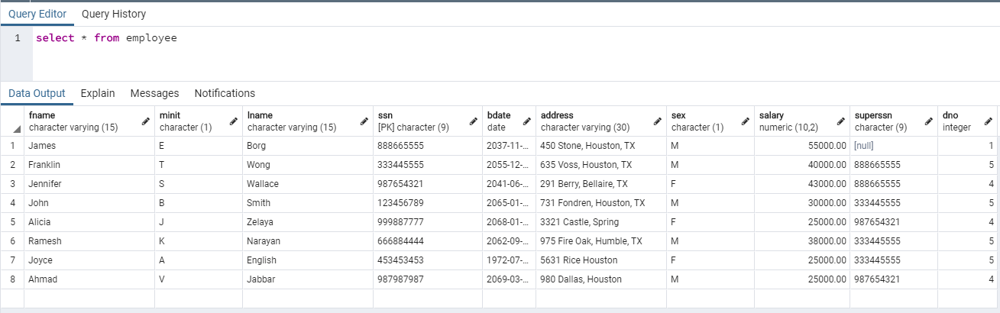 Query Editor Query History
1 select * from employee
Data Output Explain Messages Notifications
fname minit lname ssn bdate address sex salary superssn dno
character varying (15) character (1) character varying (15) [PK] character (9) date character varying (30) character (1) numeric (10,2) character (9) integer
1 James E Borg 888665555 2037-11-... 450 Stone, Houston, TX M 55000.00 [null] 1
2 Franklin T Wong 333445555 2055-12-... 635 Voss, Houston, TX M 40000.00 888665555 5
3 Jennifer S Wallace 987654321 2041-06-... 291 Berry, Bellaire, TX F 43000.00 888665555 4
4 John B Smith 123456789 2065-01-... 731 Fondren, Houston, TX M 30000.00 333445555 5
5 Alicia J Zelaya 999887777 2068-01-... 3321 Castle, Spring F 25000.00 987654321 4
6 Ramesh K Narayan 666884444 2062-09-... 975 Fire Oak, Humble, TX M 38000.00 333445555 5
7 Joyce A English 453453453 1972-07-... 5631 Rice Houston F 25000.00 333445555 5
8 Ahmad V Jabbar 987987987 2069-03-... 980 Dallas, Houston M 25000.00 987654321 4